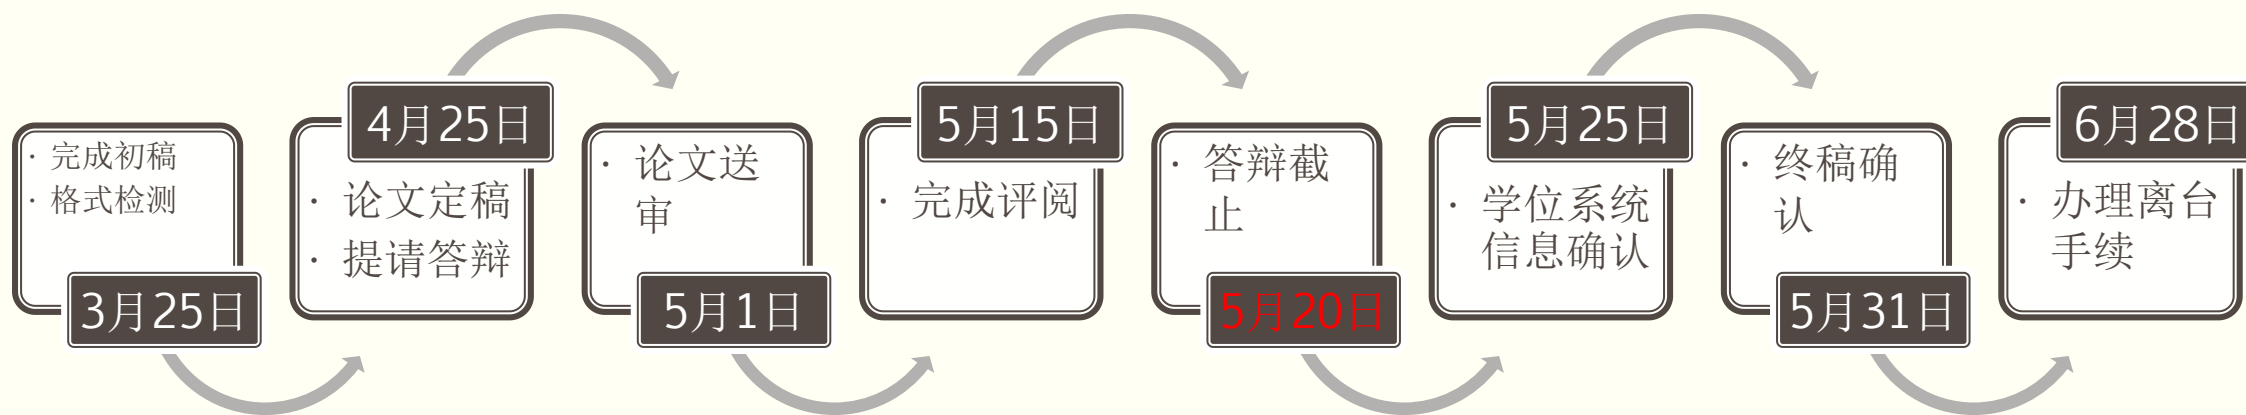 · 完成初稿
· 格式检测
3月25日
4月25日
· 论文定稿
· 提请答辩
· 论文送
审
5月1日
5月15日
· 完成评阅
· 答辩截
止
5月20日
5月25日
· 学位系统
信息确认
· 终稿确
认
5月31日
6月28日
· 办理离台
手续